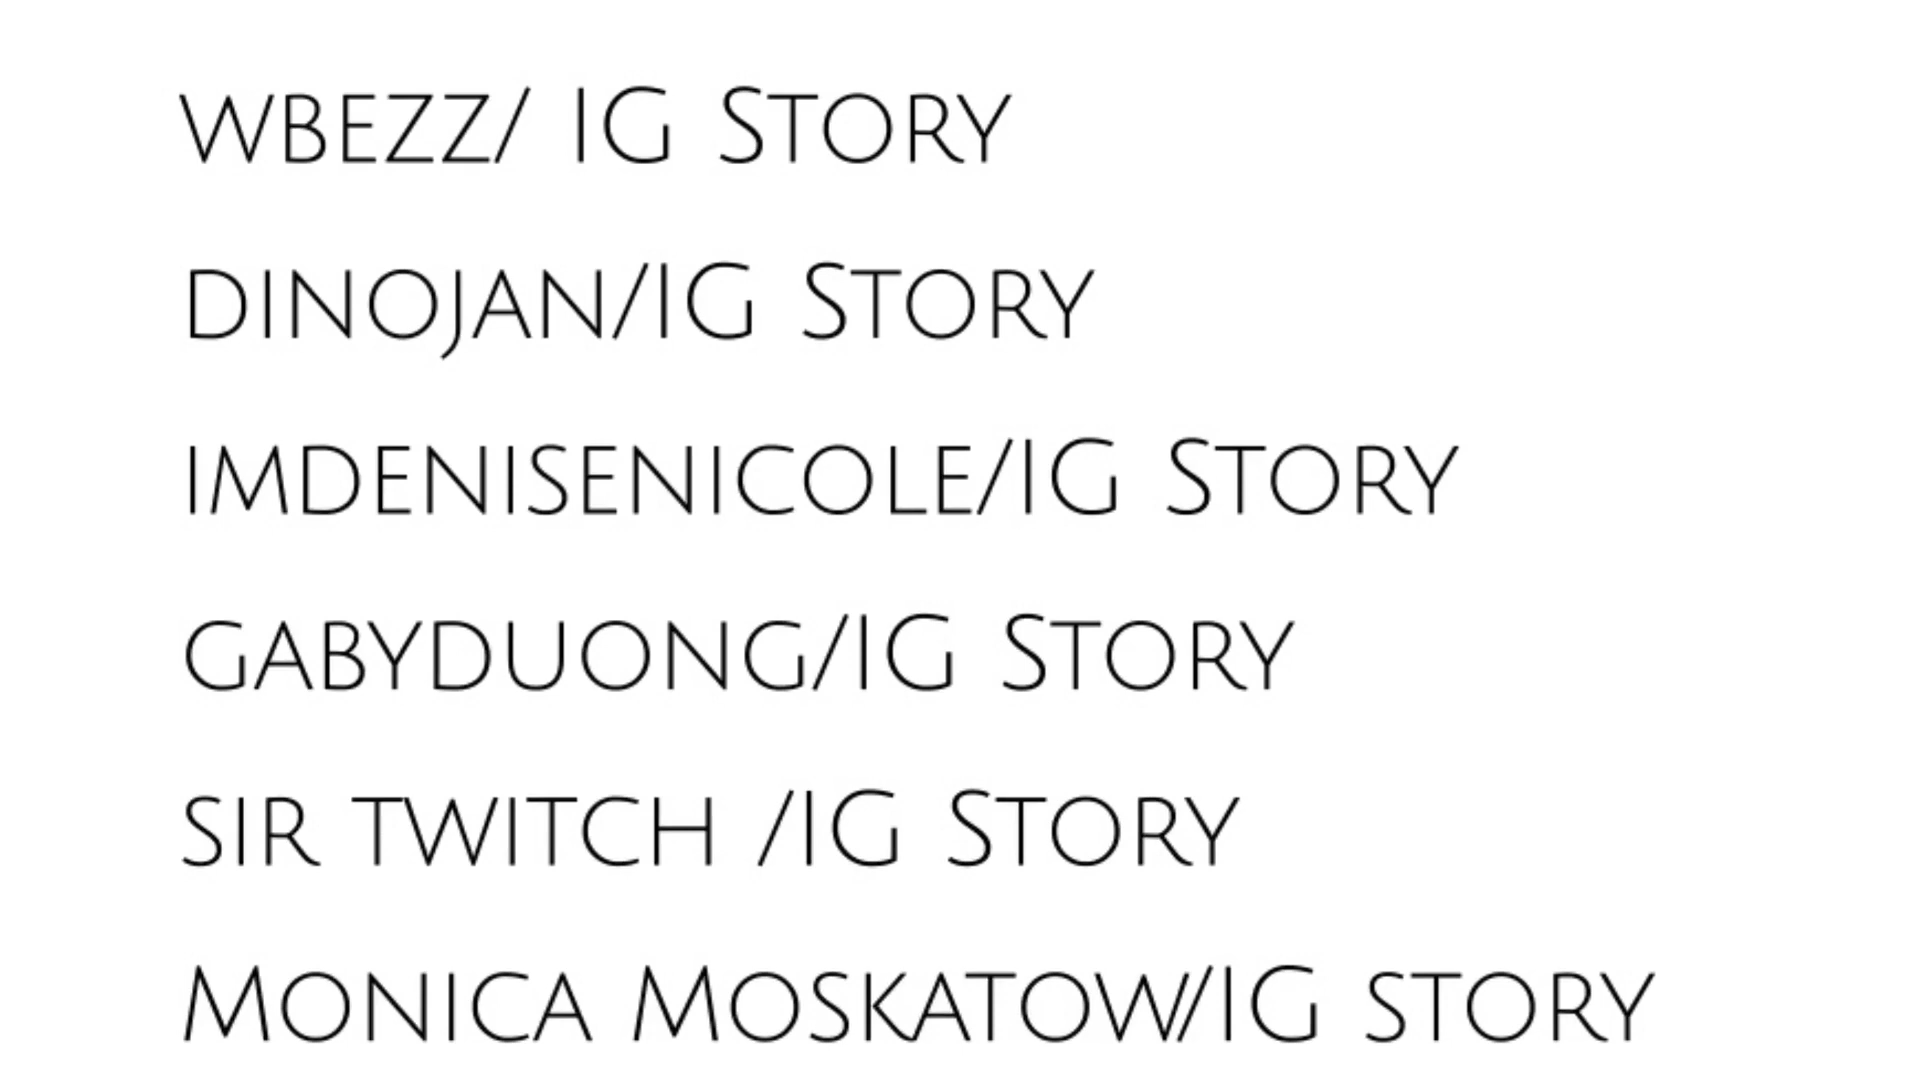 wbezz/ IG Story
dinojan/IG Story
imdenisenicole/IG Story
gabyduong/IG Story
sir twitch /IG Story
Monica Moskatow/IG story